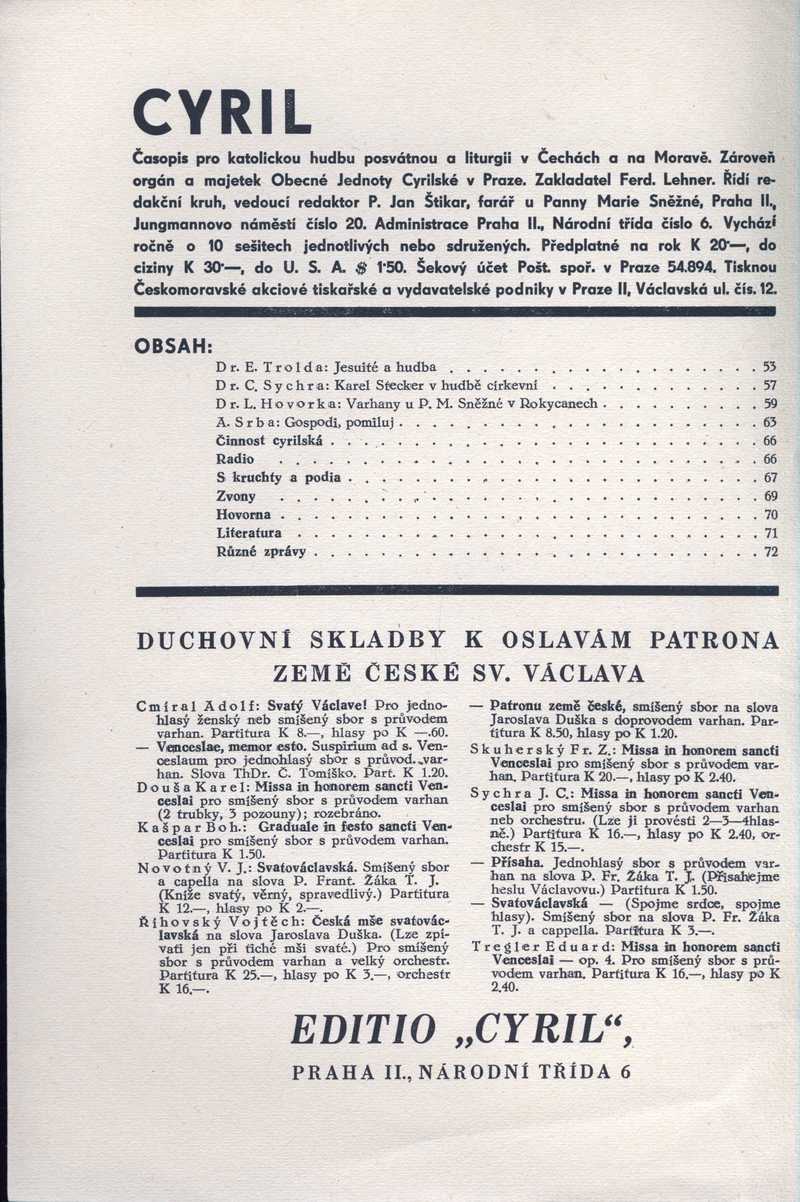 CYRIL
Časopis pro katolickou hudbu posvátnou a liturgii v Čechách a na Moravě. Zároveň
orgán a majetek Obecné Jednoty Cyrilské v Praze. Zakladatel Ferd. Lehner. Řídí re-
dakční kruh, vedoucí redaktor P. Jan Štikar, farář u Panny Marie Sněžné, Praha II.,
Jungmannovo náměstí číslo 20. Administrace Praha II., Národní třída číslo 6. Vychází
ročně o 10 sešitech jednotlivých nebo sdružených. Předplatné na rok K 20·—, do
ciziny K 30·—, do U. S. A. $ 1·50. Šekový účet Pošt. spoř. v Praze 54.894. Tisknou
Českomoravské akciové tiskařské a vydavatelské podniky v Praze II, Václavská ul. čís. 12.
OBSAH:
Dr. E. Trolda: Jesuité a hudba . . . . . . . . . . . . . . . . . . 53
Dr. C. Sychra: Karel Stecker v hudbě církevní . . . . . . . . . . . . 57
Dr. L. Hovorka: Varhany u P. M. Sněžné v Rokycanech . . . . . . . . . 59
A. Srba: Gospodi, pomiluj . . . . . . . . . . . . . . . . . . . . . 63
Činnost cyrilská . . . . . . . . . . . . . . . . . . . . . . . . . 66
Radio . . . . . . . . . . . . . . . . . . . . . . . . . . . . 66
S kruchty a podia . . . . . . . . . . . . . . . . . . . . . . . . 67
Zvony . . . . . . . . . . . . . . . . . . . . . . . . . . . . 69
Hovorna . . . . . . . . . . . . . . . . . . . . . . . . . . . . 70
Literatura . . . . . . . . . . . . . . . . . . . . . . . . . . . 71
Různé zprávy . . . . . . . . . . . . . . . . . . . . . . . . . . 72
DUCHOVNÍ SKLADBY K OSLAVÁM PATRONA
ZEMĚ ČESKÉ SV. VÁCLAVA
Cmíral Adolf: Svatý Václave! Pro jedno-
hlasý ženský neb smíšený sbor s průvodem
varhan. Partitura K 8.—, hlasy po K —.60.
— Venceslae, memor esto. Suspirium ad s. Ven-
ceslaum pro jednohlasý sbor s průvod. var-
han. Slova ThDr. Č. Tomíško. Part. K 1.20.
Douša Karel: Missa in honorem sancti Ven-
ceslai pro smíšený sbor s průvodem varhan
(2 trubky, 3 pozouny); rozebráno.
Kašpar Boh.: Graduale in festo sancti Ven-
ceslai pro smíšený sbor s průvodem varhan.
Partitura K 1.50.
Novotný V. J.: Svatováclavská. Smíšený sbor
a capella na slova P. Frant. Žáka T. J.
(Kníže svatý, věrný, spravedlivý.) Partitura
K 12.—, hlasy po K 2.—.
Říhovský Vojtěch: Česká mše svatovác-
lavská na slova Jaroslava Duška. (Lze zpí-
vati jen při tiché mši svaté.) Pro smíšený
sbor s průvodem varhan a velký orchestr.
Partitura K 25.—, hlasy po K 3.—, orchestr
K 16.—.
— Patronu země české, smíšený sbor na slova
Jaroslava Duška s doprovodem varhan. Par-
titura K 8.50, hlasy po K 1.20.
Skuherský Fr. Z.: Missa in honorem sancti
Venceslai pro smíšený sbor s průvodem var-
han. Partitura K 20.—, hlasy po K 2.40.
Sychra J. C.: Missa in honorem sancti Ven-
ceslai pro smíšený sbor s průvodem varhan
neb orchestru. (Lze ji provésti 2—3—4hlas-
ně.) Partitura K 16.—, hlasy po K 2.40, or-
chestr K 15.—.
— Přísaha. Jednohlasý sbor s průvodem var-
han na slova P. Fr. Žáka T. J. (Přísahejme
heslu Václavovu.) Partitura K 1.50.
— Svatováclavská — (Spojme srdce, spojme
hlasy). Smíšený sbor na slova P. Fr. Žáka
T. J. a cappella. Partitura K 3.—.
Tregler Eduard: Missa in honorem sancti
Venceslai — op. 4. Pro smíšený sbor s prů-
vodem varhan. Partitura K 16.—, hlasy po K
2.40.
EDITIO „CYRIL“,
PRAHA II., NÁRODNÍ TŘÍDA 6